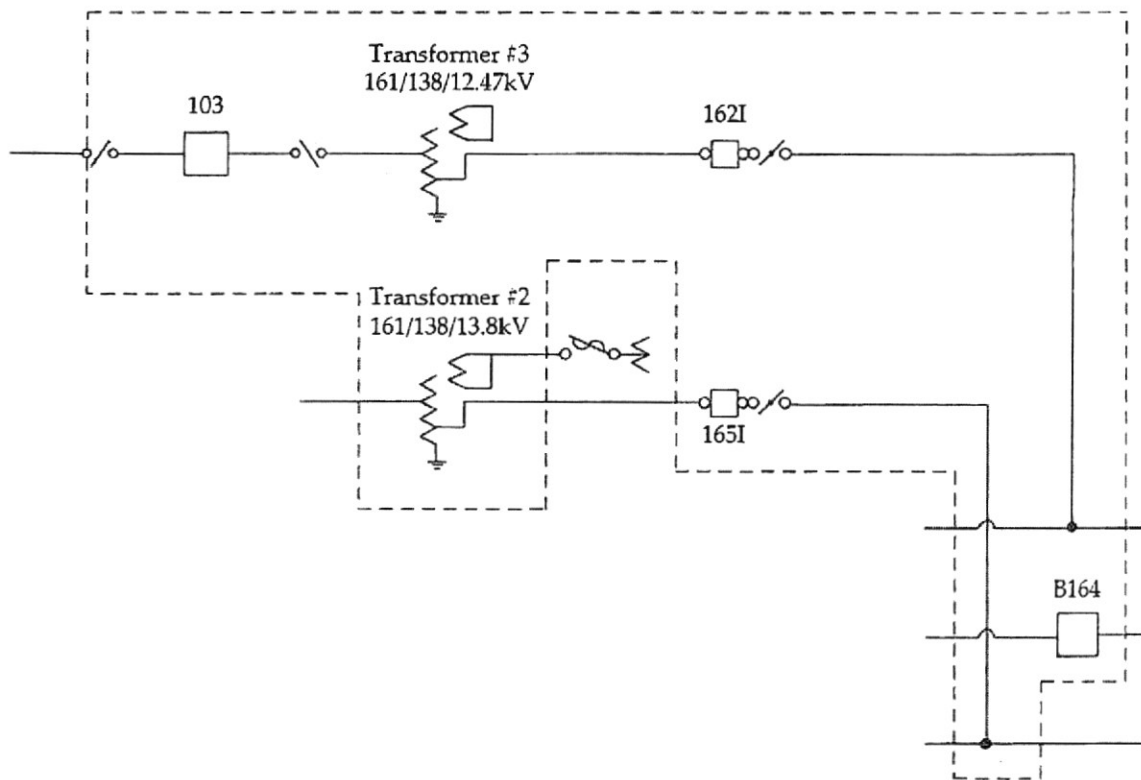 Transformer #3
161/138/12.47kV
103
162I
Transformer #2
161/138/13.8kV
165I
B164